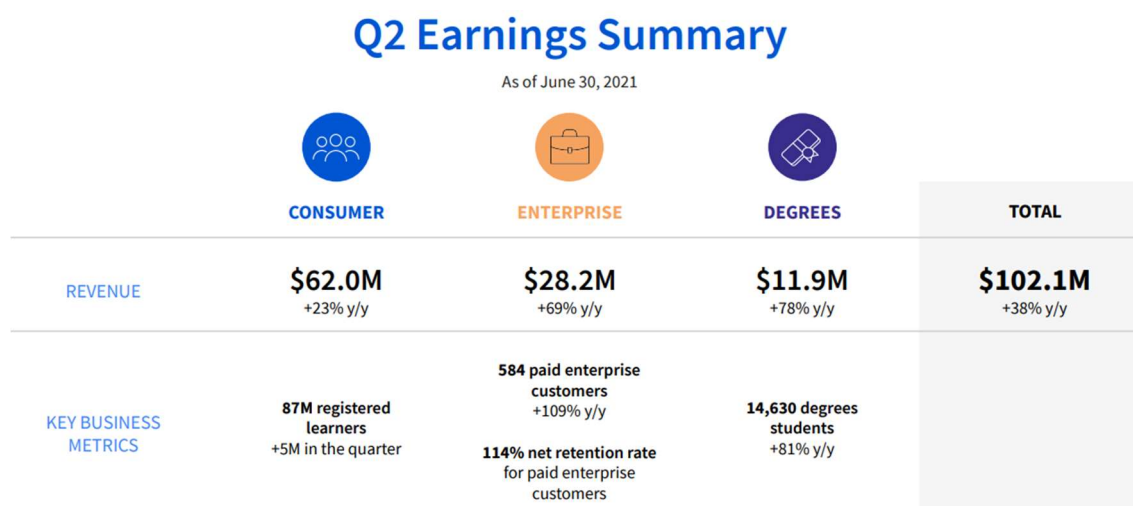 Q2 Earnings Summary
As of June 30, 2021
CONSUMER
ENTERPRISE
DEGREES
TOTAL
REVENUE
$62.0M
+23% y/y
$28.2M
+69% y/y
$11.9M
+78% y/y
$102.1M
+38% y/y
KEY BUSINESS
METRICS
87M registered
learners
+5M in the quarter
584 paid enterprise
customers
+109% y/y
114% net retention rate
for paid enterprise
customers
14,630 degrees
students
+81% y/y